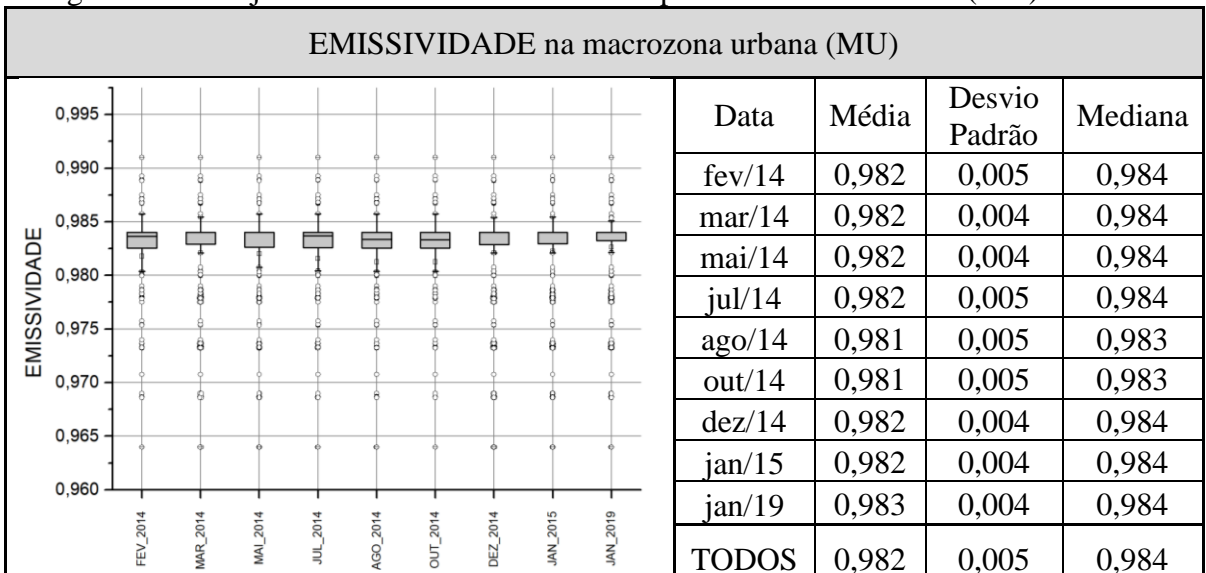 EMISSIVIDADE na macrozona urbana (MU)
EMISSIVIDADE
0,995
0,990
0,985
0,980
0,975
0,970
0,965
0,960
FEV_2014
MAR_2014
MAI_2014
JUL_2014
AGO_2014
OUT_2014
DEZ_2014
JAN_2015
JAN_2019
Data Média Desvio Padrão Mediana
fev/14 0,982 0,005 0,984
mar/14 0,982 0,004 0,984
mai/14 0,982 0,004 0,984
jul/14 0,982 0,005 0,984
ago/14 0,981 0,005 0,983
out/14 0,981 0,005 0,983
dez/14 0,982 0,004 0,984
jan/15 0,982 0,004 0,984
jan/19 0,983 0,004 0,984
TODOS 0,982 0,005 0,984